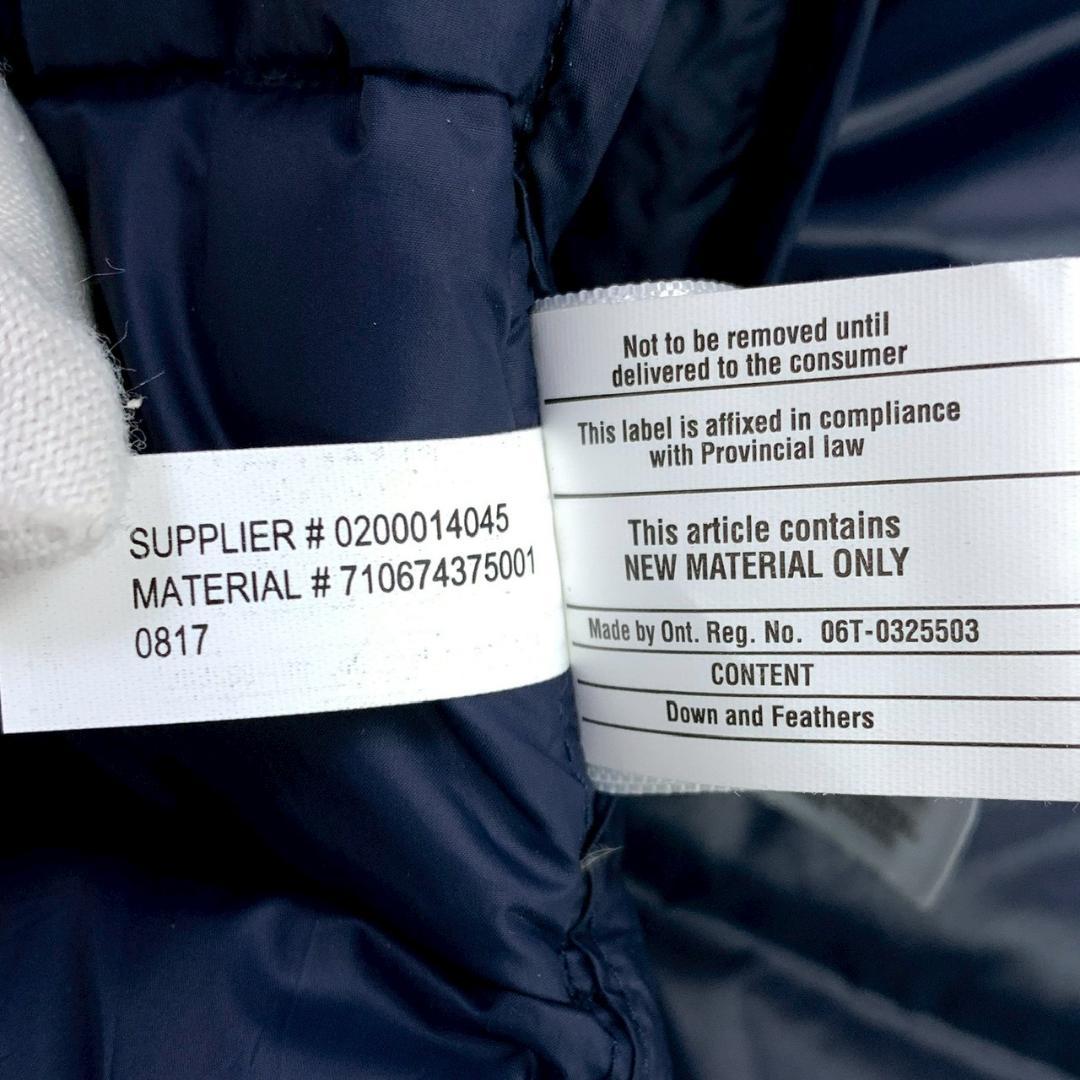 SUPPLIER # 0200014045
MATERIAL # 710674375001
0817
Not to be removed until
delivered to the consumer
This label is affixed in compliance
with Provincial law
This article contains
NEW MATERIAL ONLY
Made by Ont. Reg. No. 06T-0325503
CONTENT
Down and Feathers